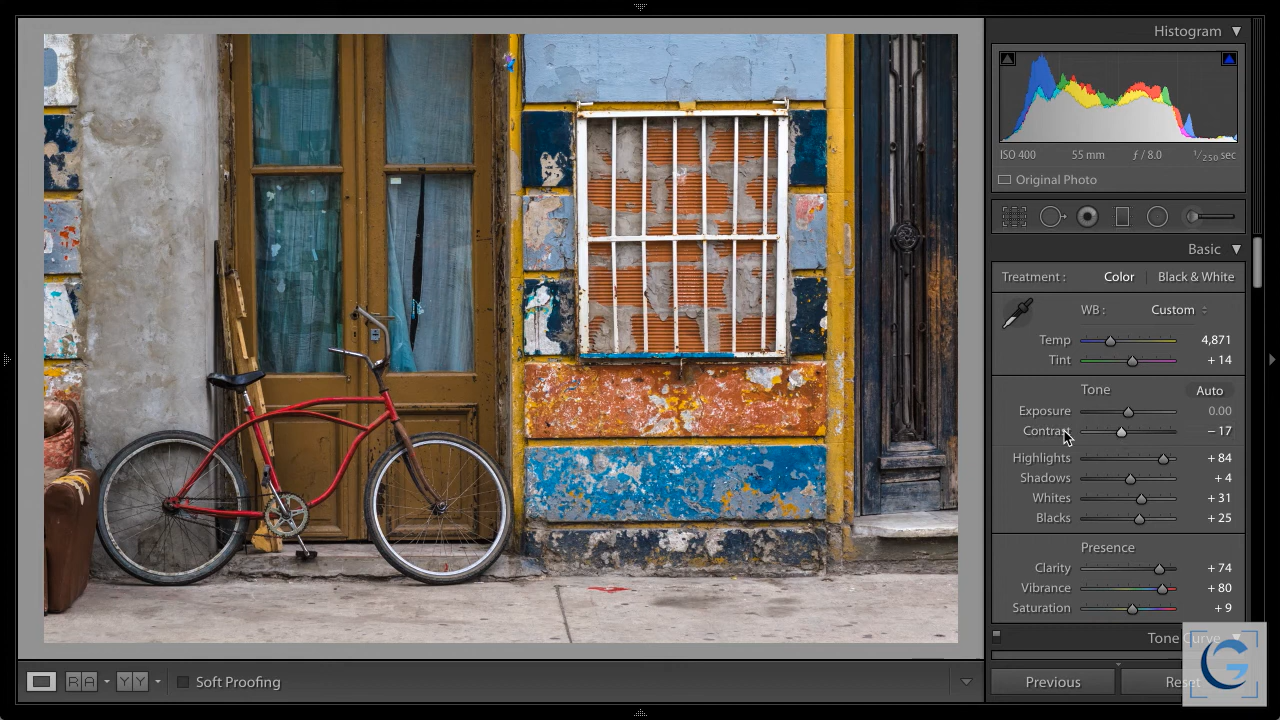 Histogram
ISO 400 55 mm ƒ / 8.0 1/250 sec
Original Photo
Basic
Treatment : Color Black & White
WB : Custom
Temp 4,871
Tint + 14
Tone Auto
Exposure 0.00
Contrast – 17
Highlights + 84
Shadows + 4
Whites + 31
Blacks + 25
Presence
Clarity + 74
Vibrance + 80
Saturation + 9
Tone Curve
R A Y Y Soft Proofing Previous Reset